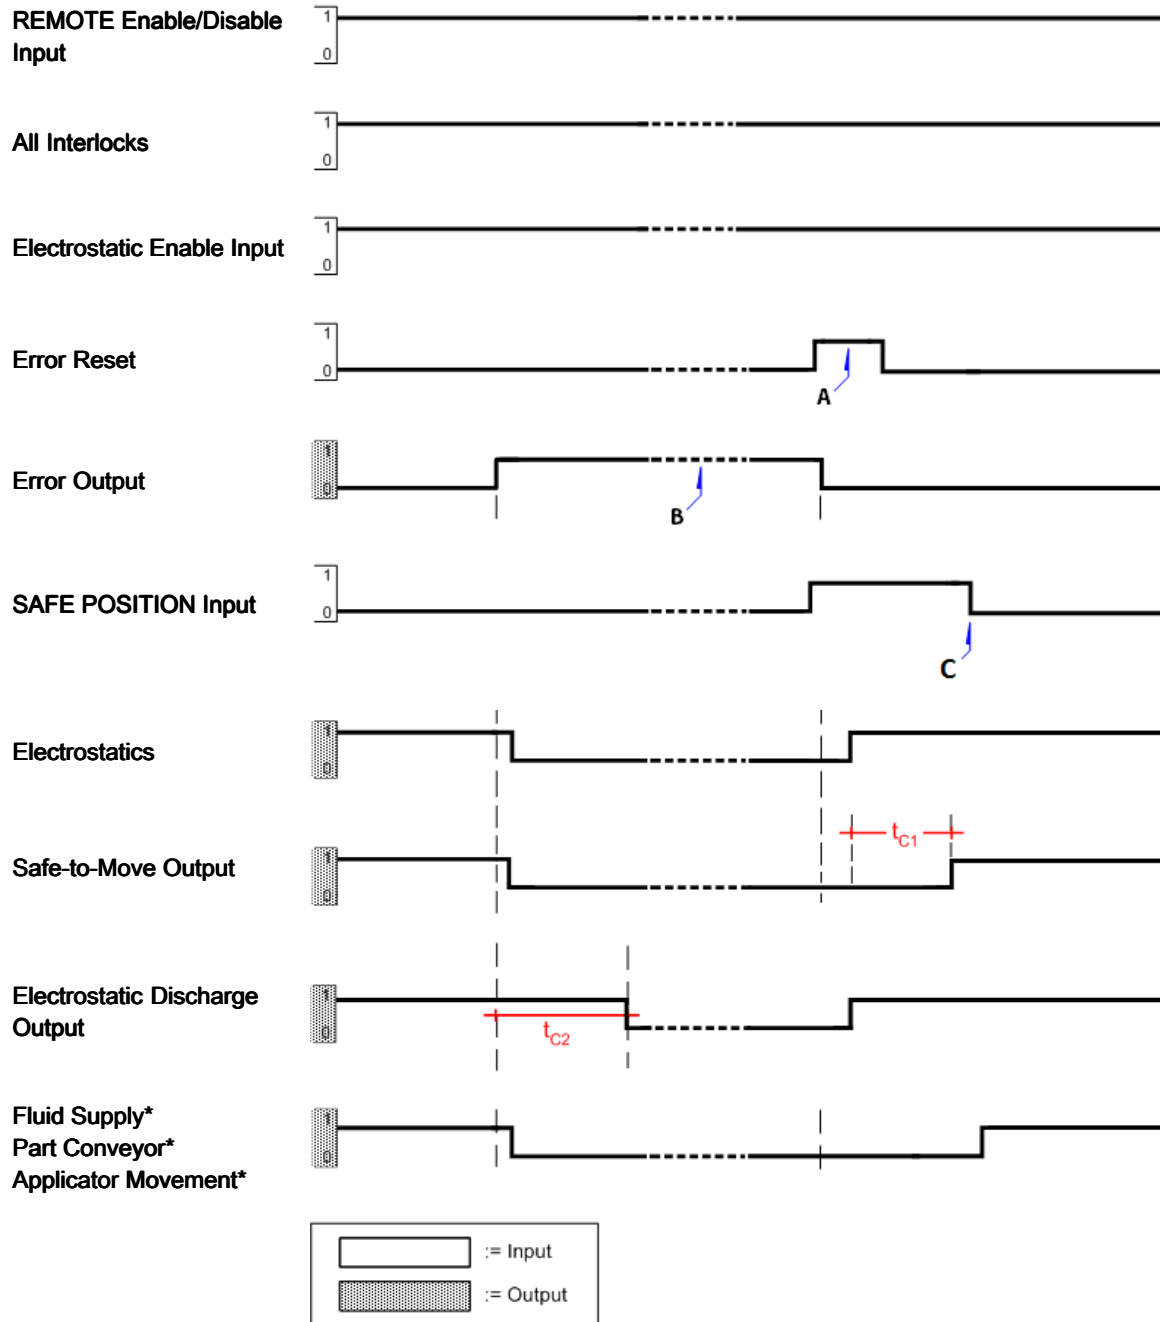 REMOTE Enable/Disable
Input
1
0
All Interlocks
1
0
Electrostatic Enable Input
1
0
Error Reset
1
0
A
Error Output
1
0
B
SAFE POSITION Input
1
0
C
Electrostatics
1
0
Safe-to-Move Output
1
0
tC1
Electrostatic Discharge
Output
1
0
tC2
Fluid Supply*
Part Conveyor*
Applicator Movement*
1
0
:= Input
:= Output